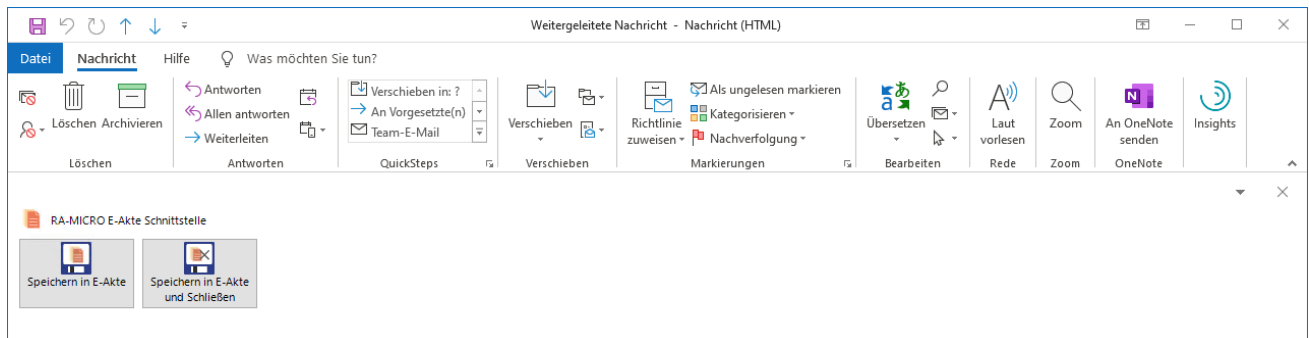 Weitergeleitete Nachricht - Nachricht (HTML)
Datei Nachricht Hilfe Was möchten Sie tun?
Löschen Archivieren
Löschen
Antworten
Allen antworten
Weiterleiten
Antworten
Verschieben in: ?
An Vorgesetzte(n)
Team-E-Mail
QuickSteps
Verschieben
Verschieben
Richtlinie
zuweisen
Als ungelesen markieren
Kategorisieren
Nachverfolgung
Markierungen
Übersetzen
Bearbeiten
Laut
vorlesen
Rede
Zoom
Zoom
An OneNote
senden
OneNote
Insights
RA-MICRO E-Akte Schnittstelle
Speichern in E-Akte
Speichern in E-Akte
und Schließen